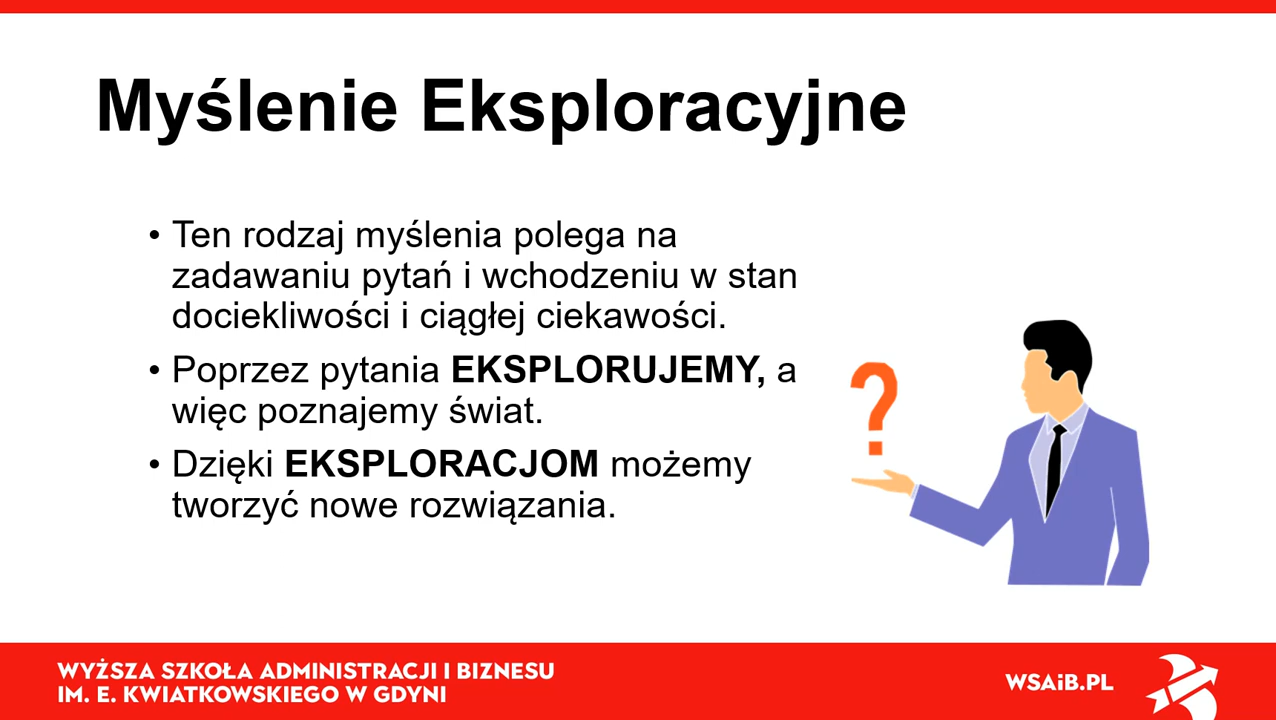 Myślenie Eksploracyjne
• Ten rodzaj myślenia polega na
zadawaniu pytań i wchodzeniu w stan
dociekliwości i ciągłej ciekawości.
• Poprzez pytania EKSPLORUJEMY, a
więc poznajemy świat.
• Dzięki EKSPLORACJOM możemy
tworzyć nowe rozwiązania.
?
WYŻSZA SZKOŁA ADMINISTRACJI I BIZNESU
IM. E. KWIATKOWSKIEGO W GDYNI
WSAiB.PL